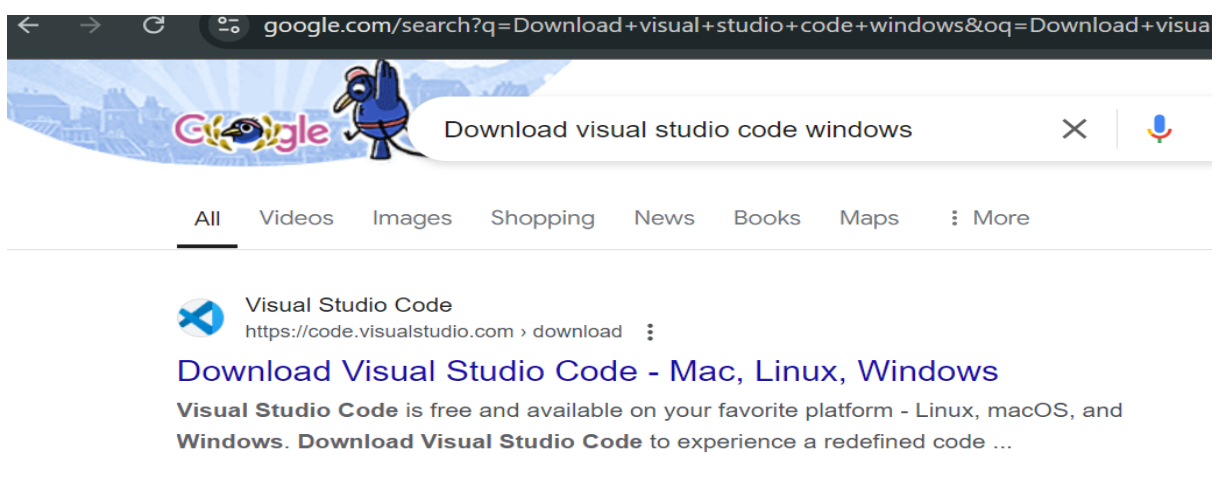 google.com/search?q=Download+visual+studio+code+windows&oq=Download+visua
Google Download visual studio code windows
All Videos Images Shopping News Books Maps More
Visual Studio Code
https://code.visualstudio.com › download
Download Visual Studio Code - Mac, Linux, Windows
Visual Studio Code is free and available on your favorite platform - Linux, macOS, and
Windows. Download Visual Studio Code to experience a redefined code ...